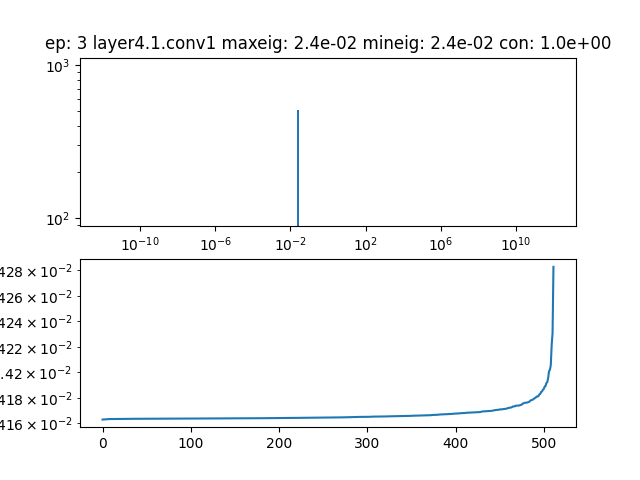 ep: 3 layer4.1.conv1 maxeig: 2.4e-02 mineig: 2.4e-02 con: 1.0e+00
10³
10²
10⁻¹⁰ 10⁻⁶ 10⁻² 10² 10⁶ 10¹⁰
428 × 10⁻²
426 × 10⁻²
424 × 10⁻²
422 × 10⁻²
.42 × 10⁻²
418 × 10⁻²
416 × 10⁻²
0 100 200 300 400 500